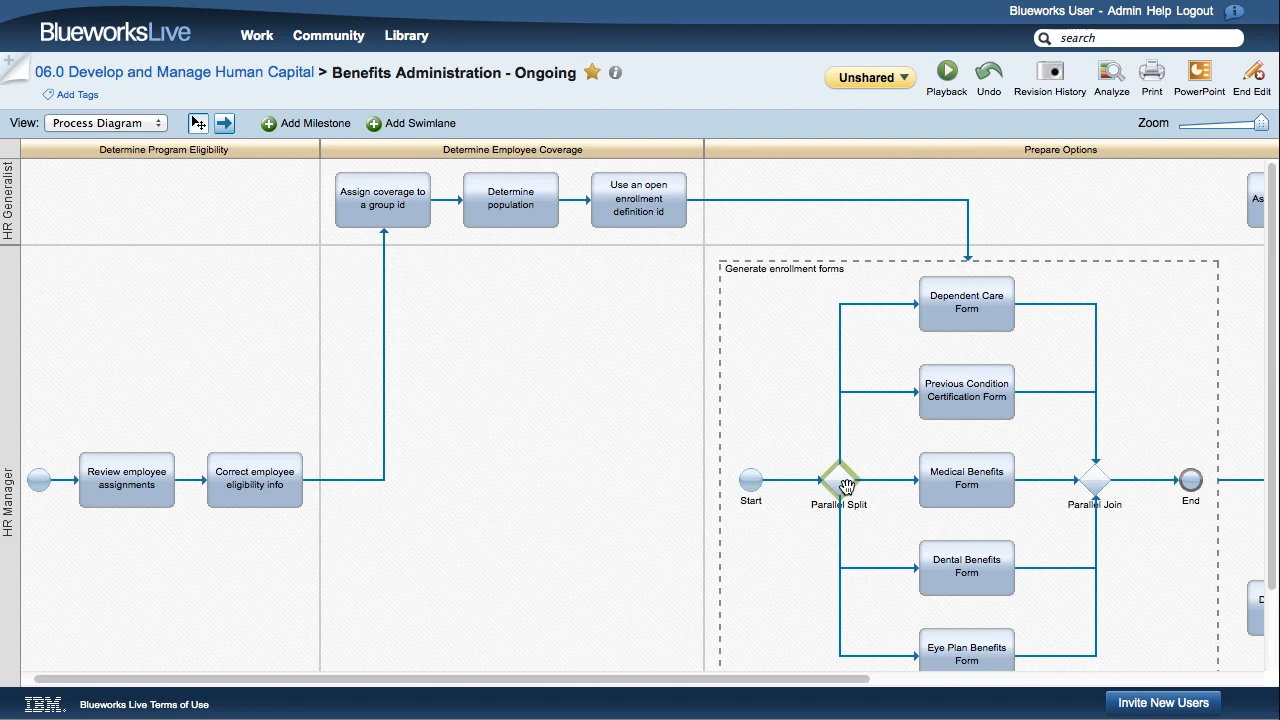 Blueworks User - Admin Help Logout
BlueworksLive
Work Community Library
search
06.0 Develop and Manage Human Capital > Benefits Administration - Ongoing
Unshared
Playback Undo Revision History Analyze Print PowerPoint End Edit
Add Tags
View: Process Diagram
Add Milestone Add Swimlane
Zoom
Determine Program Eligibility
Determine Employee Coverage
Prepare Options
HR Generalist
Assign coverage to
a group id
Determine
population
Use an open
enrollment
definition id
As
HR Manager
Review employee
assignments
Correct employee
eligibility info
Generate enrollment forms
Start
Parallel Split
Dependent Care
Form
Previous Condition
Certification Form
Medical Benefits
Form
Dental Benefits
Form
Eye Plan Benefits
Form
Parallel Join
End
D
IBM
Blueworks Live Terms of Use
Invite New Users